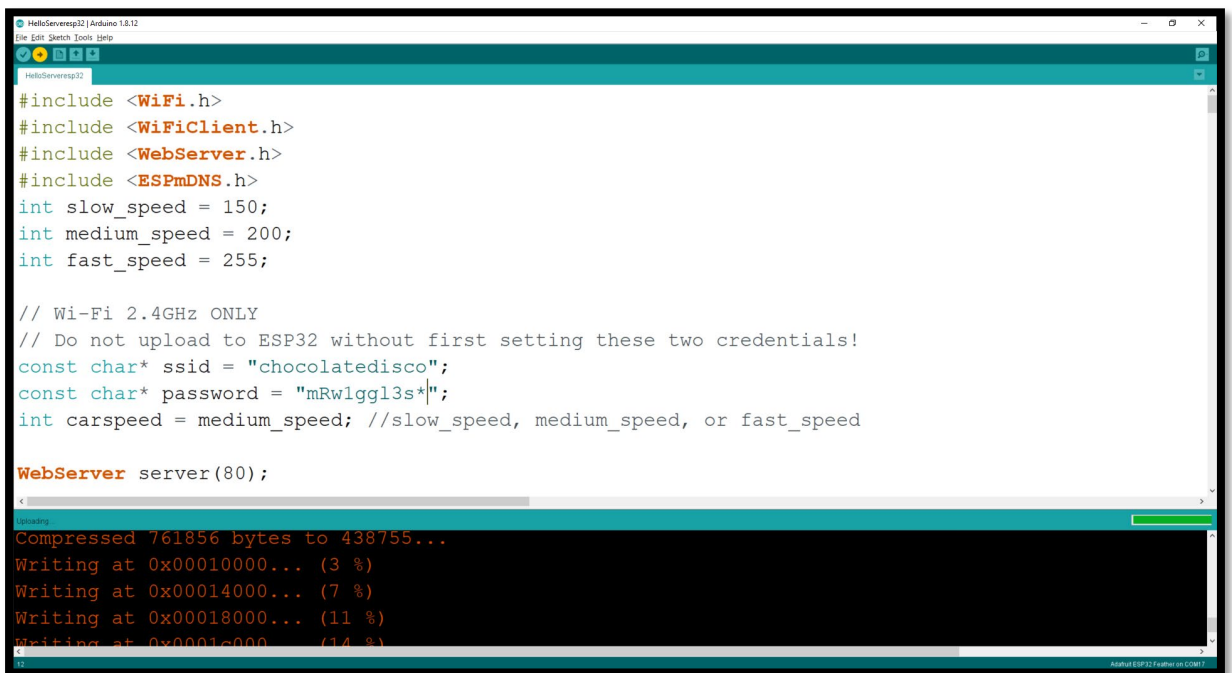 HelloServeresp32 | Arduino 1.8.12
File Edit Sketch Tools Help
HelloServeresp32
#include <WiFi.h>
#include <WiFiClient.h>
#include <WebServer.h>
#include <ESPmDNS.h>
int slow_speed = 150;
int medium_speed = 200;
int fast_speed = 255;
// Wi-Fi 2.4GHz ONLY
// Do not upload to ESP32 without first setting these two credentials!
const char* ssid = "chocolatedisco";
const char* password = "mRw1ggl3s*";
int carspeed = medium_speed; //slow_speed, medium_speed, or fast_speed
WebServer server(80);
Uploading...
Compressed 761856 bytes to 438755...
Writing at 0x00010000... (3 %)
Writing at 0x00014000... (7 %)
Writing at 0x00018000... (11 %)
Writing at 0x0001c000... (14 %)
12
Adafruit ESP32 Feather on COM17